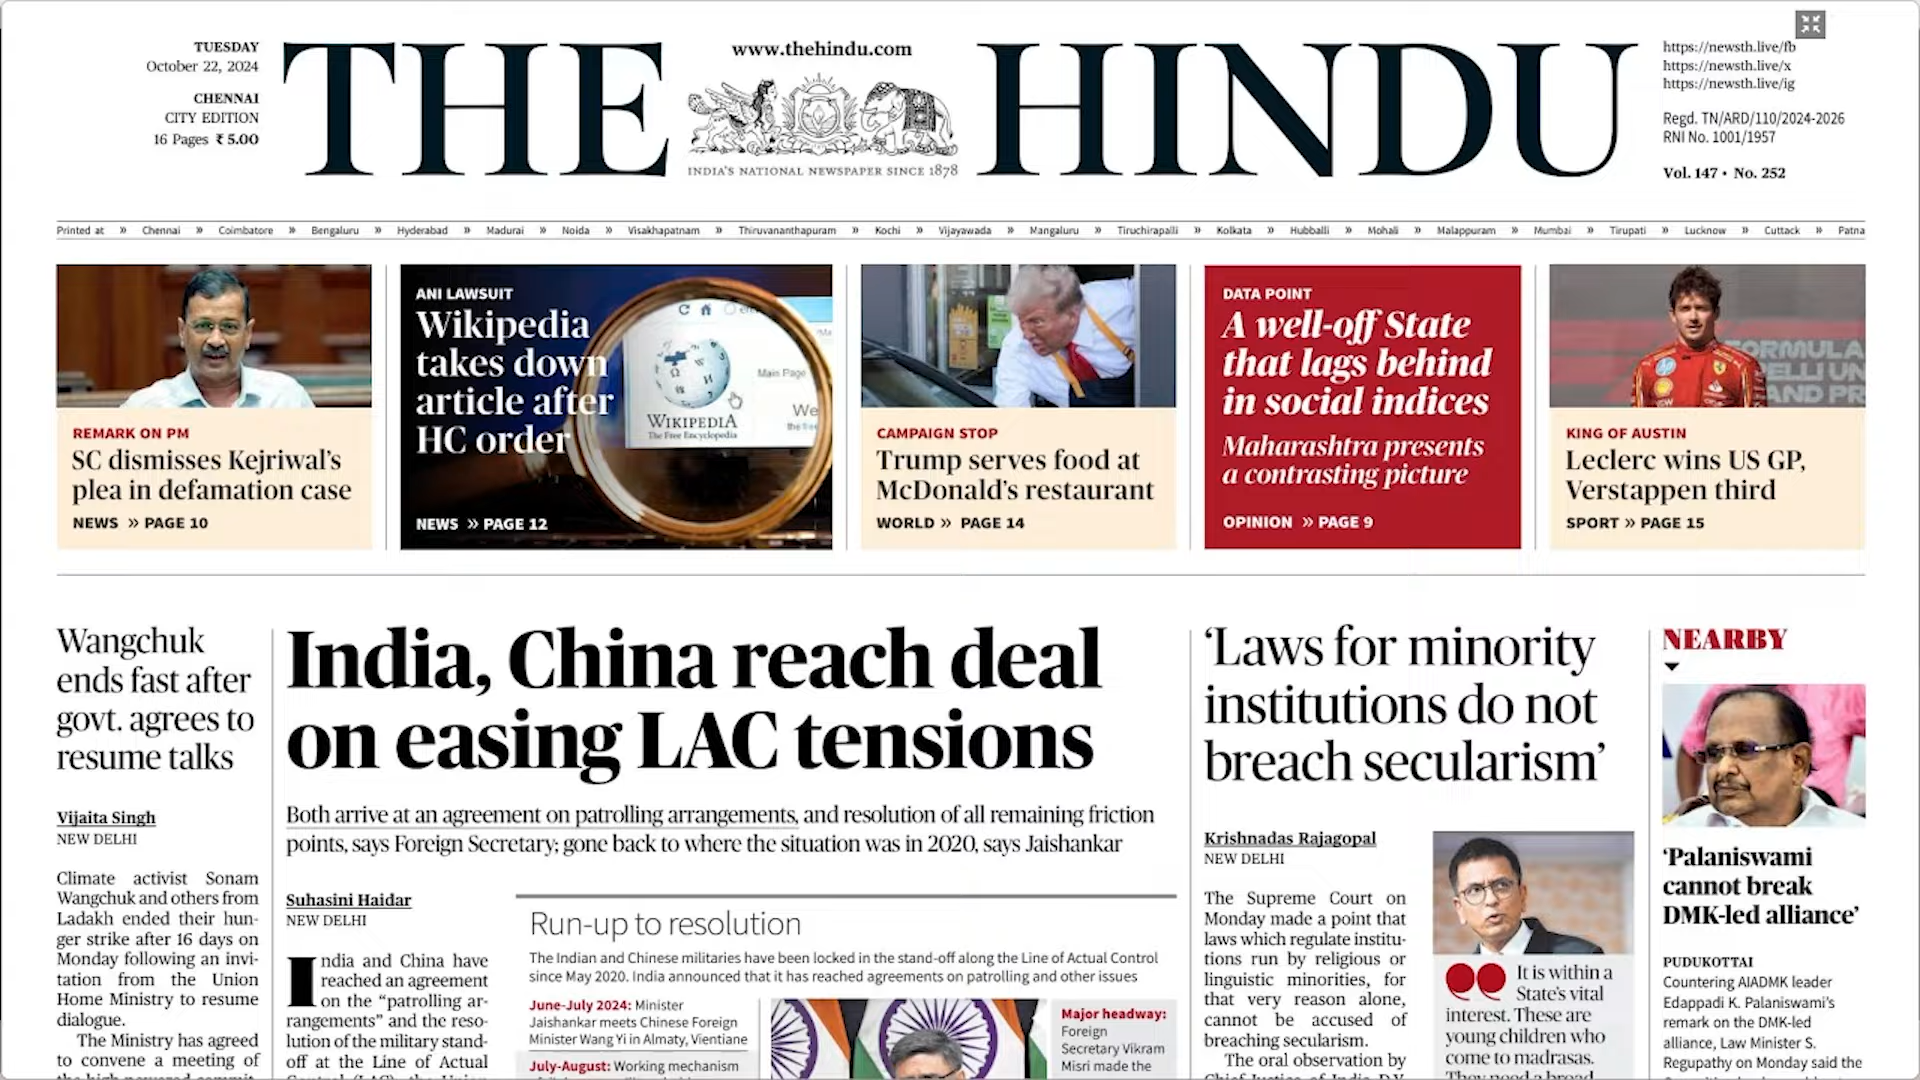 TUESDAY
October 22, 2024
CHENNAI
CITY EDITION
16 Pages ₹ 5.00
THE HINDU
www.thehindu.com
INDIA'S NATIONAL NEWSPAPER SINCE 1878
https://newsth.live/fb
https://newsth.live/x
https://newsth.live/ig
Regd. TN/ARD/110/2024-2026
RNI No. 1001/1957
Vol. 147 • No. 252
Printed at » Chennai » Coimbatore » Bengaluru » Hyderabad » Madurai » Noida » Visakhapatnam » Thiruvananthapuram » Kochi » Vijayawada » Mangaluru » Tiruchirapalli » Kolkata » Hubballi » Mohali » Malappuram » Mumbai » Tirupati » Lucknow » Cuttack » Patna
REMARK ON PM
SC dismisses Kejriwal's
plea in defamation case
NEWS » PAGE 10
ANI LAWSUIT
Wikipedia
takes down
article after
HC order
NEWS » PAGE 12
Main Page
WIKIPEDIA
The Free Encyclopedia
We
CAMPAIGN STOP
Trump serves food at
McDonald's restaurant
WORLD » PAGE 14
DATA POINT
A well-off State
that lags behind
in social indices
Maharashtra presents
a contrasting picture
OPINION » PAGE 9
FORMULA
KING OF AUSTIN
Leclerc wins US GP,
Verstappen third
SPORT » PAGE 15
Wangchuk
ends fast after
govt. agrees to
resume talks
Vijaita Singh
NEW DELHI
Climate activist Sonam
Wangchuk and others from
Ladakh ended their hun-
ger strike after 16 days on
Monday following an invi-
tation from the Union
Home Ministry to resume
dialogue.
The Ministry has agreed
to convene a meeting of
India, China reach deal
on easing LAC tensions
Both arrive at an agreement on patrolling arrangements, and resolution of all remaining friction
points, says Foreign Secretary; gone back to where the situation was in 2020, says Jaishankar
Suhasini Haidar
NEW DELHI
India and China have
reached an agreement
on the “patrolling ar-
rangements” and the reso-
lution of the military stand-
off at the Line of Actual
Run-up to resolution
The Indian and Chinese militaries have been locked in the stand-off along the Line of Actual Control
since May 2020. India announced that it has reached agreements on patrolling and other issues
June-July 2024: Minister
Jaishankar meets Chinese Foreign
Minister Wang Yi in Almaty, Vientiane
July-August: Working mechanism
Major headway:
Foreign
Secretary Vikram
Misri made the
‘Laws for minority
institutions do not
breach secularism’
Krishnadas Rajagopal
NEW DELHI
The Supreme Court on
Monday made a point that
laws which regulate institu-
tions run by religious or
linguistic minorities, for
that very reason alone,
cannot be accused of
breaching secularism.
The oral observation by
It is within a
State's vital
interest. These are
young children who
come to madrasas.
NEARBY
‘Palaniswami
cannot break
DMK-led alliance’
PUDUKOTTAI
Countering AIADMK leader
Edappadi K. Palaniswami's
remark on the DMK-led
alliance, Law Minister S.
Regupathy on Monday said the